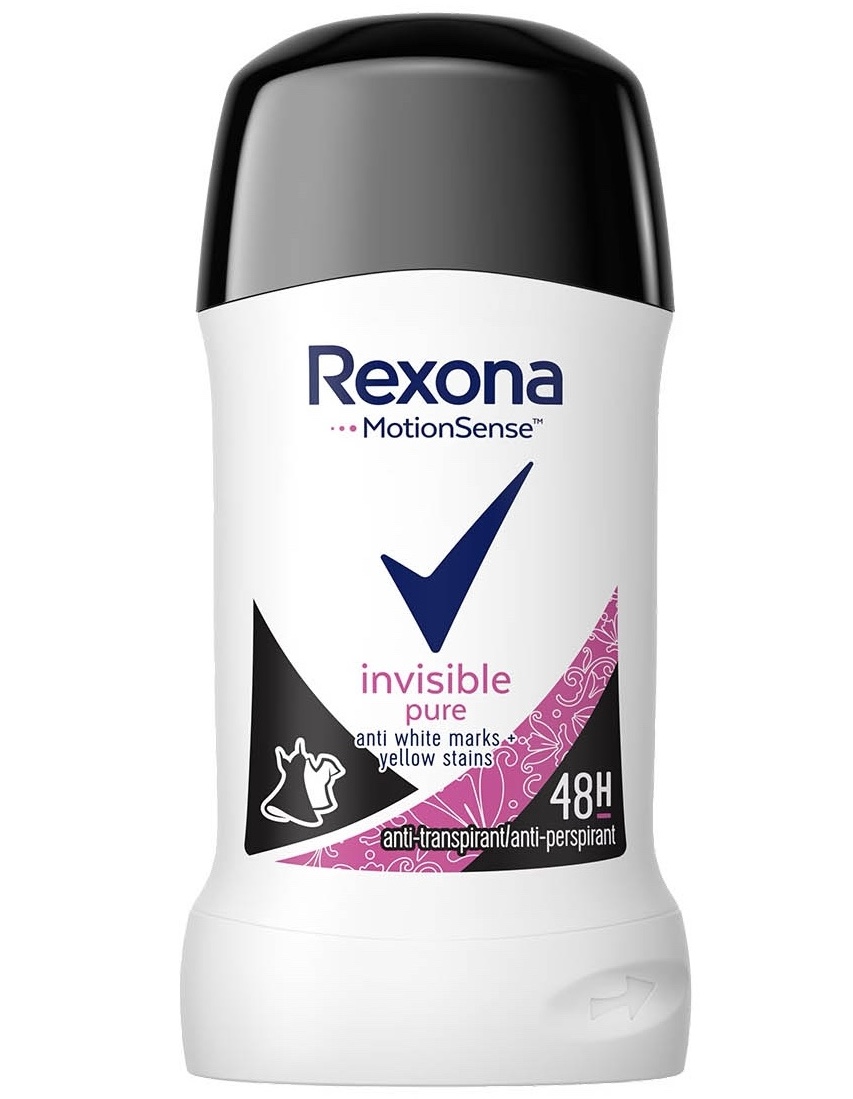 Rexona
MotionSense™
invisible
pure
anti white marks +
yellow stains
48H
anti-transpirant/anti-perspirant